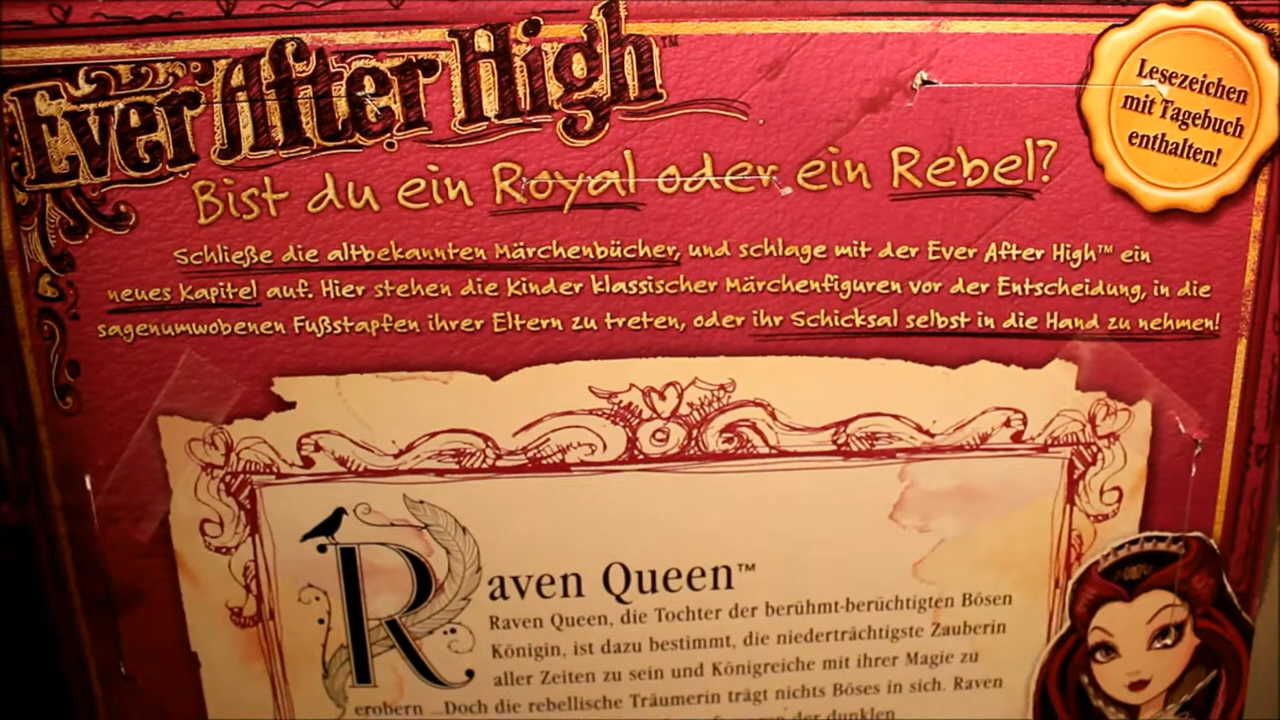 Ever After High™
Lesezeichen
mit Tagebuch
enthalten!
Bist du ein Royal oder ein Rebel?
Schließe die altbekannten Märchenbücher, und schlage mit der Ever After High™ ein
neues Kapitel auf. Hier stehen die Kinder klassischer Märchenfiguren vor der Entscheidung, in die
sagenumwobenen Fußstapfen ihrer Eltern zu treten, oder ihr Schicksal selbst in die Hand zu nehmen!
Raven Queen™
Raven Queen, die Tochter der berühmt-berüchtigten Bösen
Königin, ist dazu bestimmt, die niederträchtigste Zauberin
aller Zeiten zu sein und Königreiche mit ihrer Magie zu
erobern ...Doch die rebellische Träumerin trägt nichts Böses in sich. Raven
der dunklen